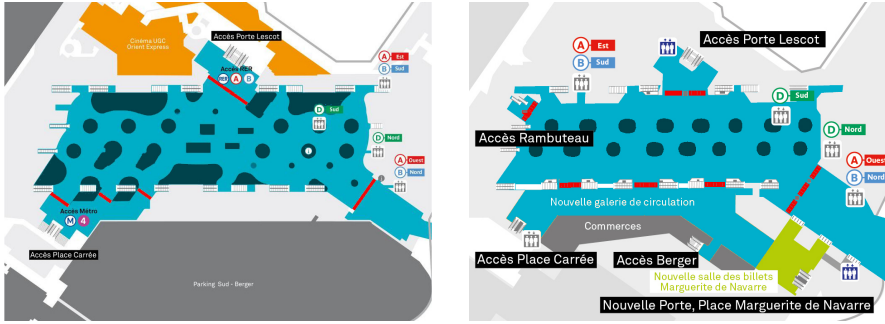 Cinéma UGC
Orient Express
Accès Porte Lescot
Accès RER
RER A B
A Est
B Sud
D Sud
D Nord
A Ouest
B Nord
Accès Métro
M 4
Accès Place Carrée
Parking Sud - Berger
A Est
B Sud
Accès Porte Lescot
D Sud
D Nord
Accès Rambuteau
A Ouest
B Nord
Nouvelle galerie de circulation
Commerces
Accès Place Carrée
Accès Berger
Nouvelle salle des billets
Marguerite de Navarre
Nouvelle Porte, Place Marguerite de Navarre